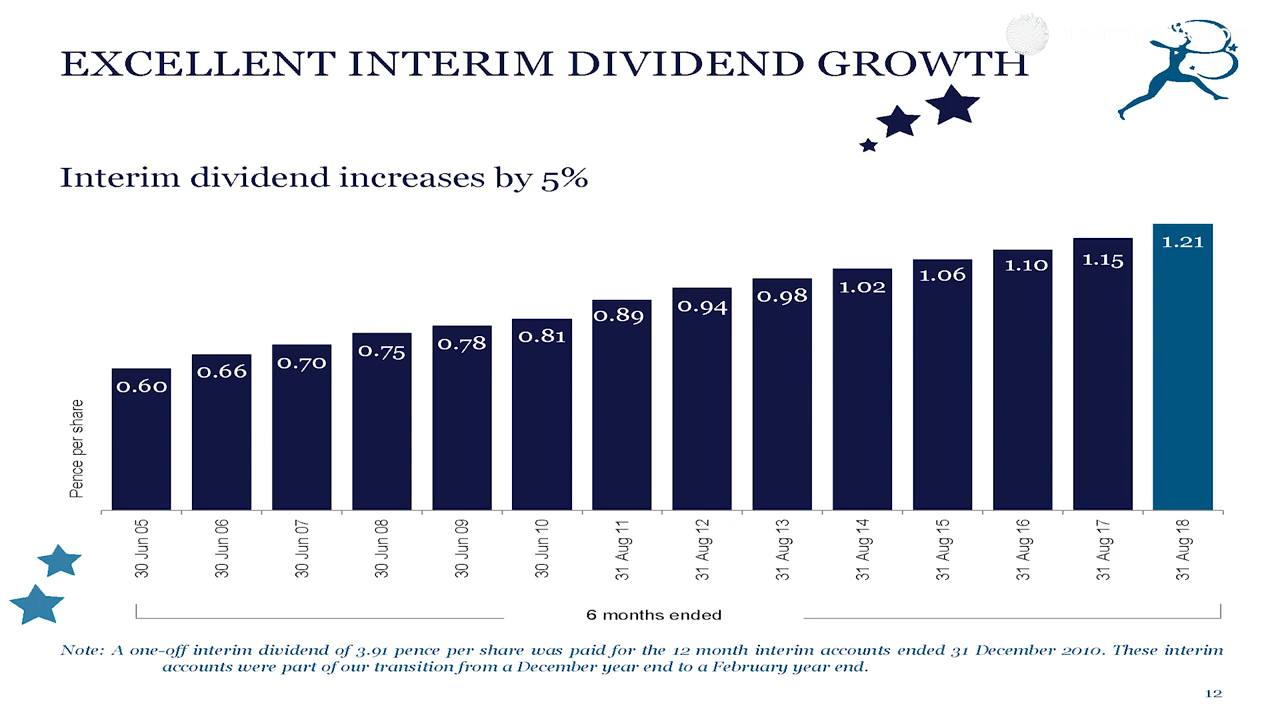 EXCELLENT INTERIM DIVIDEND GROWTH
Interim dividend increases by 5%
Pence per share
0.60
0.66
0.70
0.75
0.78
0.81
0.89
0.94
0.98
1.02
1.06
1.10
1.15
1.21
30 Jun 05
30 Jun 06
30 Jun 07
30 Jun 08
30 Jun 09
30 Jun 10
31 Aug 11
31 Aug 12
31 Aug 13
31 Aug 14
31 Aug 15
31 Aug 16
31 Aug 17
31 Aug 18
6 months ended
Note: A one-off interim dividend of 3.91 pence per share was paid for the 12 month interim accounts ended 31 December 2010. These interim
accounts were part of our transition from a December year end to a February year end.
12